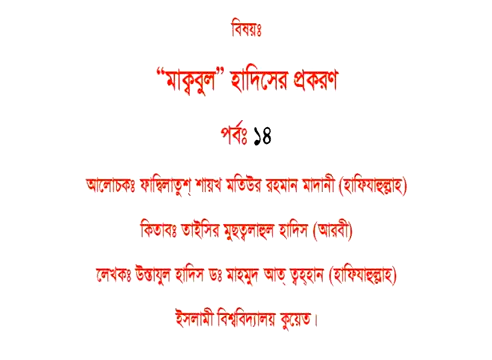 বিষয়ঃ
“মাক্ববুল” হাদিসের প্রকরণ
পর্বঃ ১৪
আলোচকঃ ফাদ্বিলাতুশ্ শায়খ মতিউর রহমান মাদানী (হাফিযাহুল্লাহ)
কিতাবঃ তাইসির মুছত্বলাহুল হাদিস (আরবী)
লেখকঃ উস্তাযুল হাদিস ডঃ মাহমুদ আত্ ত্বহ্হান (হাফিযাহুল্লাহ)
ইসলামী বিশ্ববিদ্যালয় কুয়েত।